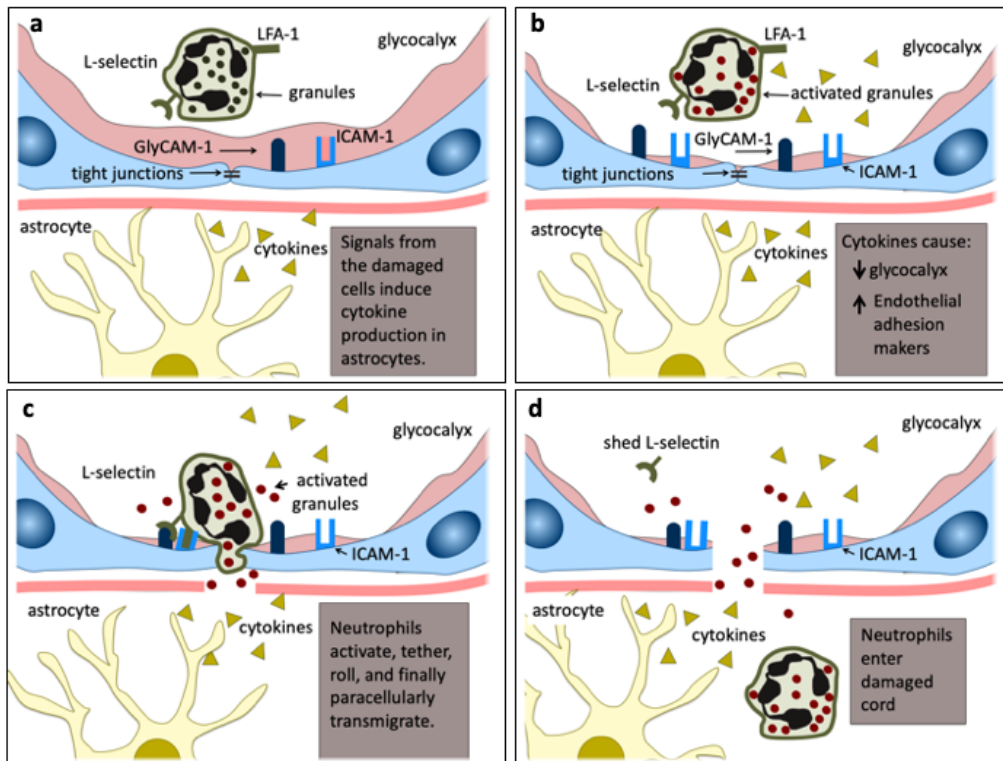 a
LFA-1
glycocalyx
L-selectin
granules
GlyCAM-1
ICAM-1
tight junctions
astrocyte
cytokines
Signals from
the damaged
cells induce
cytokine
production in
astrocytes.
b
LFA-1
glycocalyx
L-selectin
activated granules
GlyCAM-1
tight junctions
ICAM-1
astrocyte
cytokines
Cytokines cause:
glycocalyx
Endothelial
adhesion
makers
c
glycocalyx
L-selectin
activated
granules
ICAM-1
astrocyte
cytokines
Neutrophils
activate, tether,
roll, and finally
paracellularly
transmigrate.
d
glycocalyx
shed L-selectin
ICAM-1
astrocyte
cytokines
Neutrophils
enter
damaged
cord